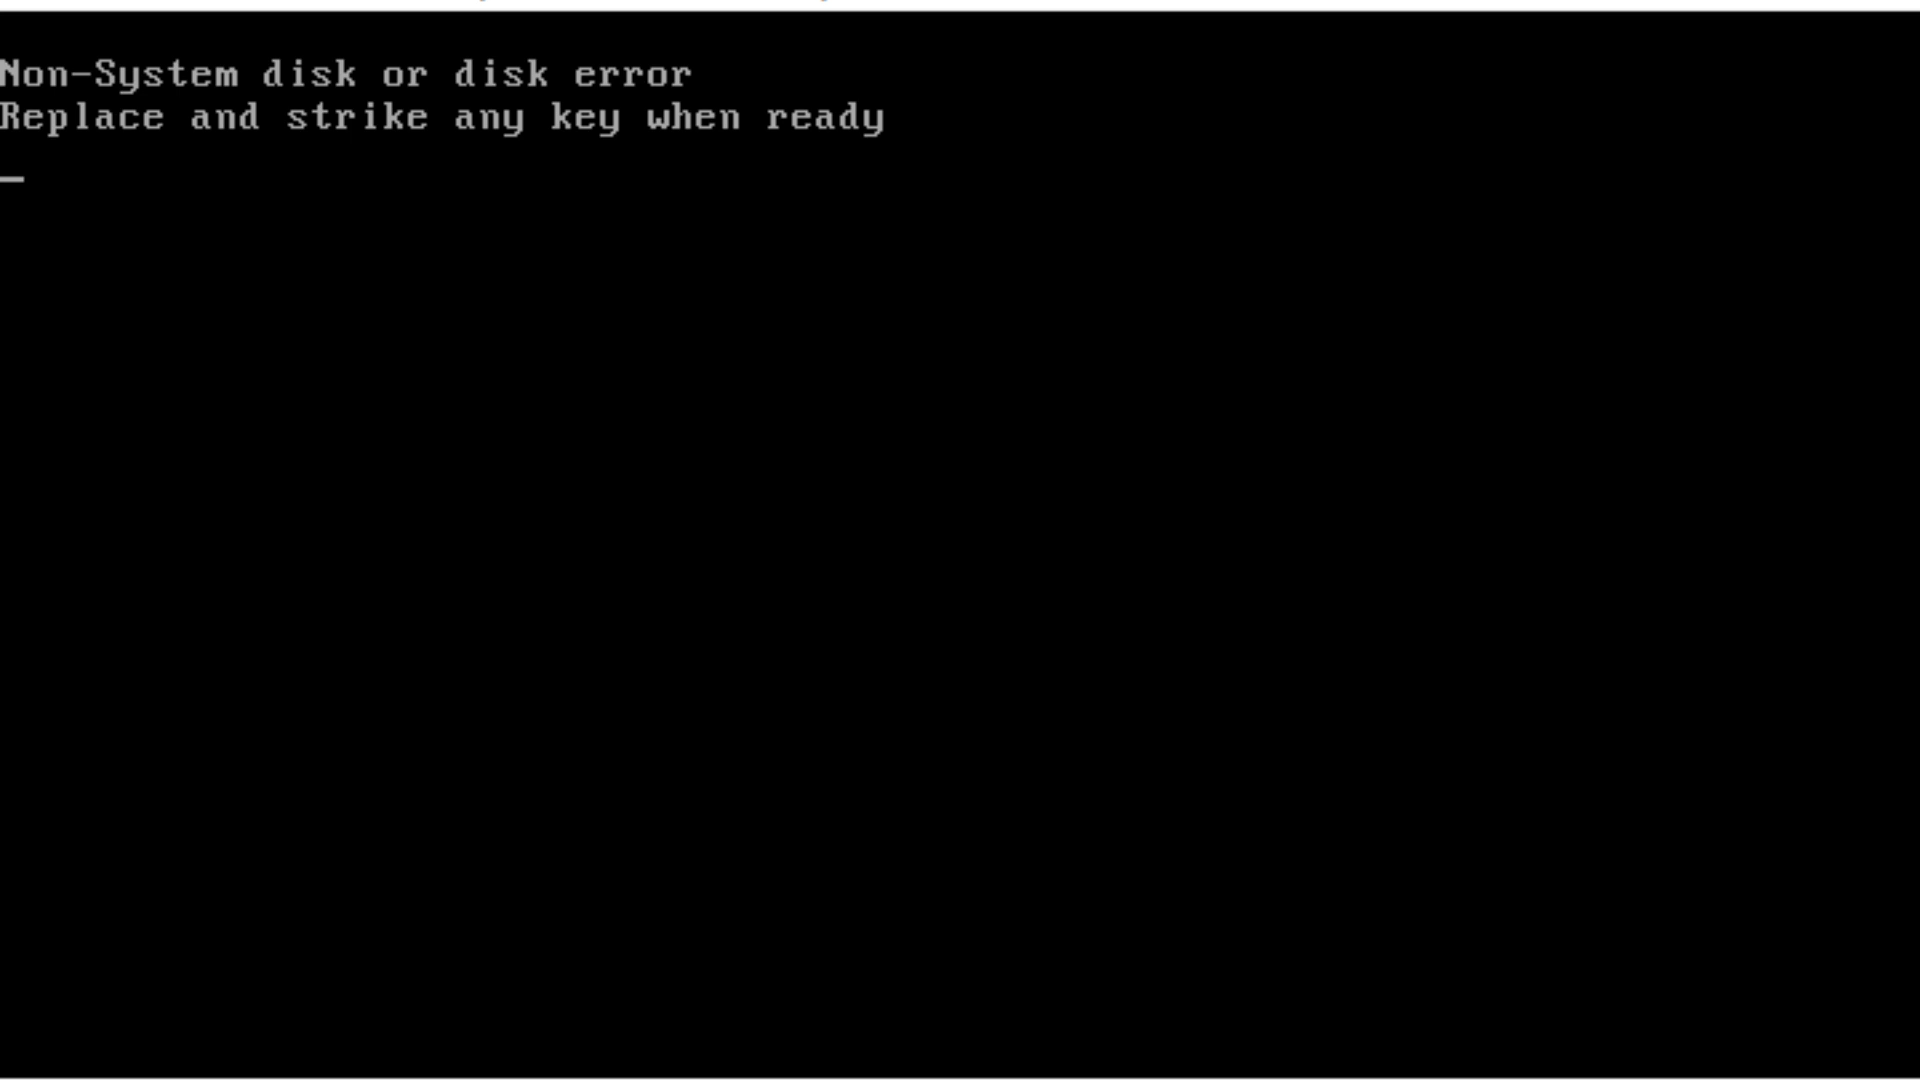 Non-System disk or disk error
Replace and strike any key when ready
_